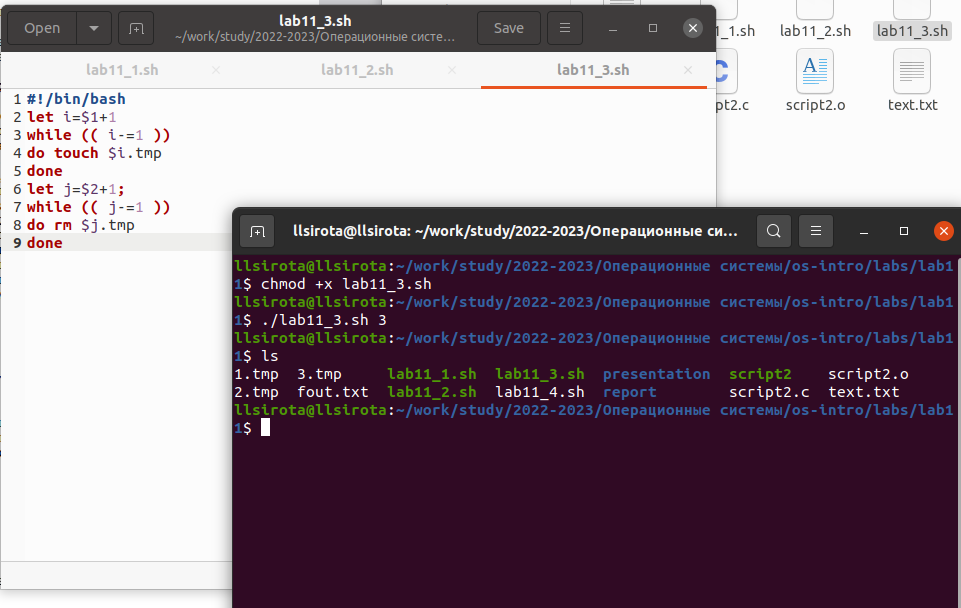 Open
lab11_3.sh
~/work/study/2022-2023/Операционные систе…
Save
lab11_1.sh
lab11_2.sh
lab11_3.sh
1 #!/bin/bash
2 let i=$1+1
3 while (( i-=1 ))
4 do touch $i.tmp
5 done
6 let j=$2+1;
7 while (( j-=1 ))
8 do rm $j.tmp
9 done
1_1.sh lab11_2.sh lab11_3.sh
pt2.c script2.o text.txt
llsirota@llsirota: ~/work/study/2022-2023/Операционные си…
llsirota@llsirota:~/work/study/2022-2023/Операционные системы/os-intro/labs/lab1
1$ chmod +x lab11_3.sh
llsirota@llsirota:~/work/study/2022-2023/Операционные системы/os-intro/labs/lab1
1$ ./lab11_3.sh 3
llsirota@llsirota:~/work/study/2022-2023/Операционные системы/os-intro/labs/lab1
1$ ls
1.tmp 3.tmp lab11_1.sh lab11_3.sh presentation script2 script2.o
2.tmp fout.txt lab11_2.sh lab11_4.sh report script2.c text.txt
llsirota@llsirota:~/work/study/2022-2023/Операционные системы/os-intro/labs/lab1
1$